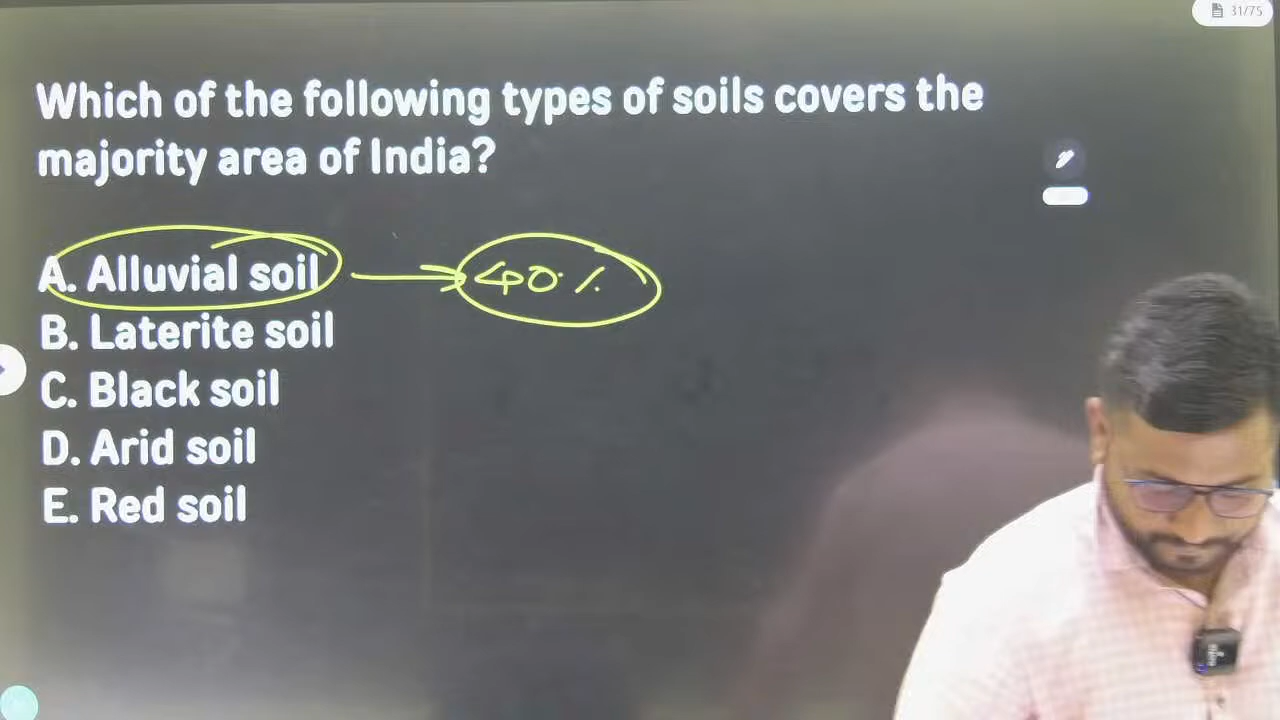 31/75
Which of the following types of soils covers the
majority area of India?
A. Alluvial soil → 40%
B. Laterite soil
C. Black soil
D. Arid soil
E. Red soil